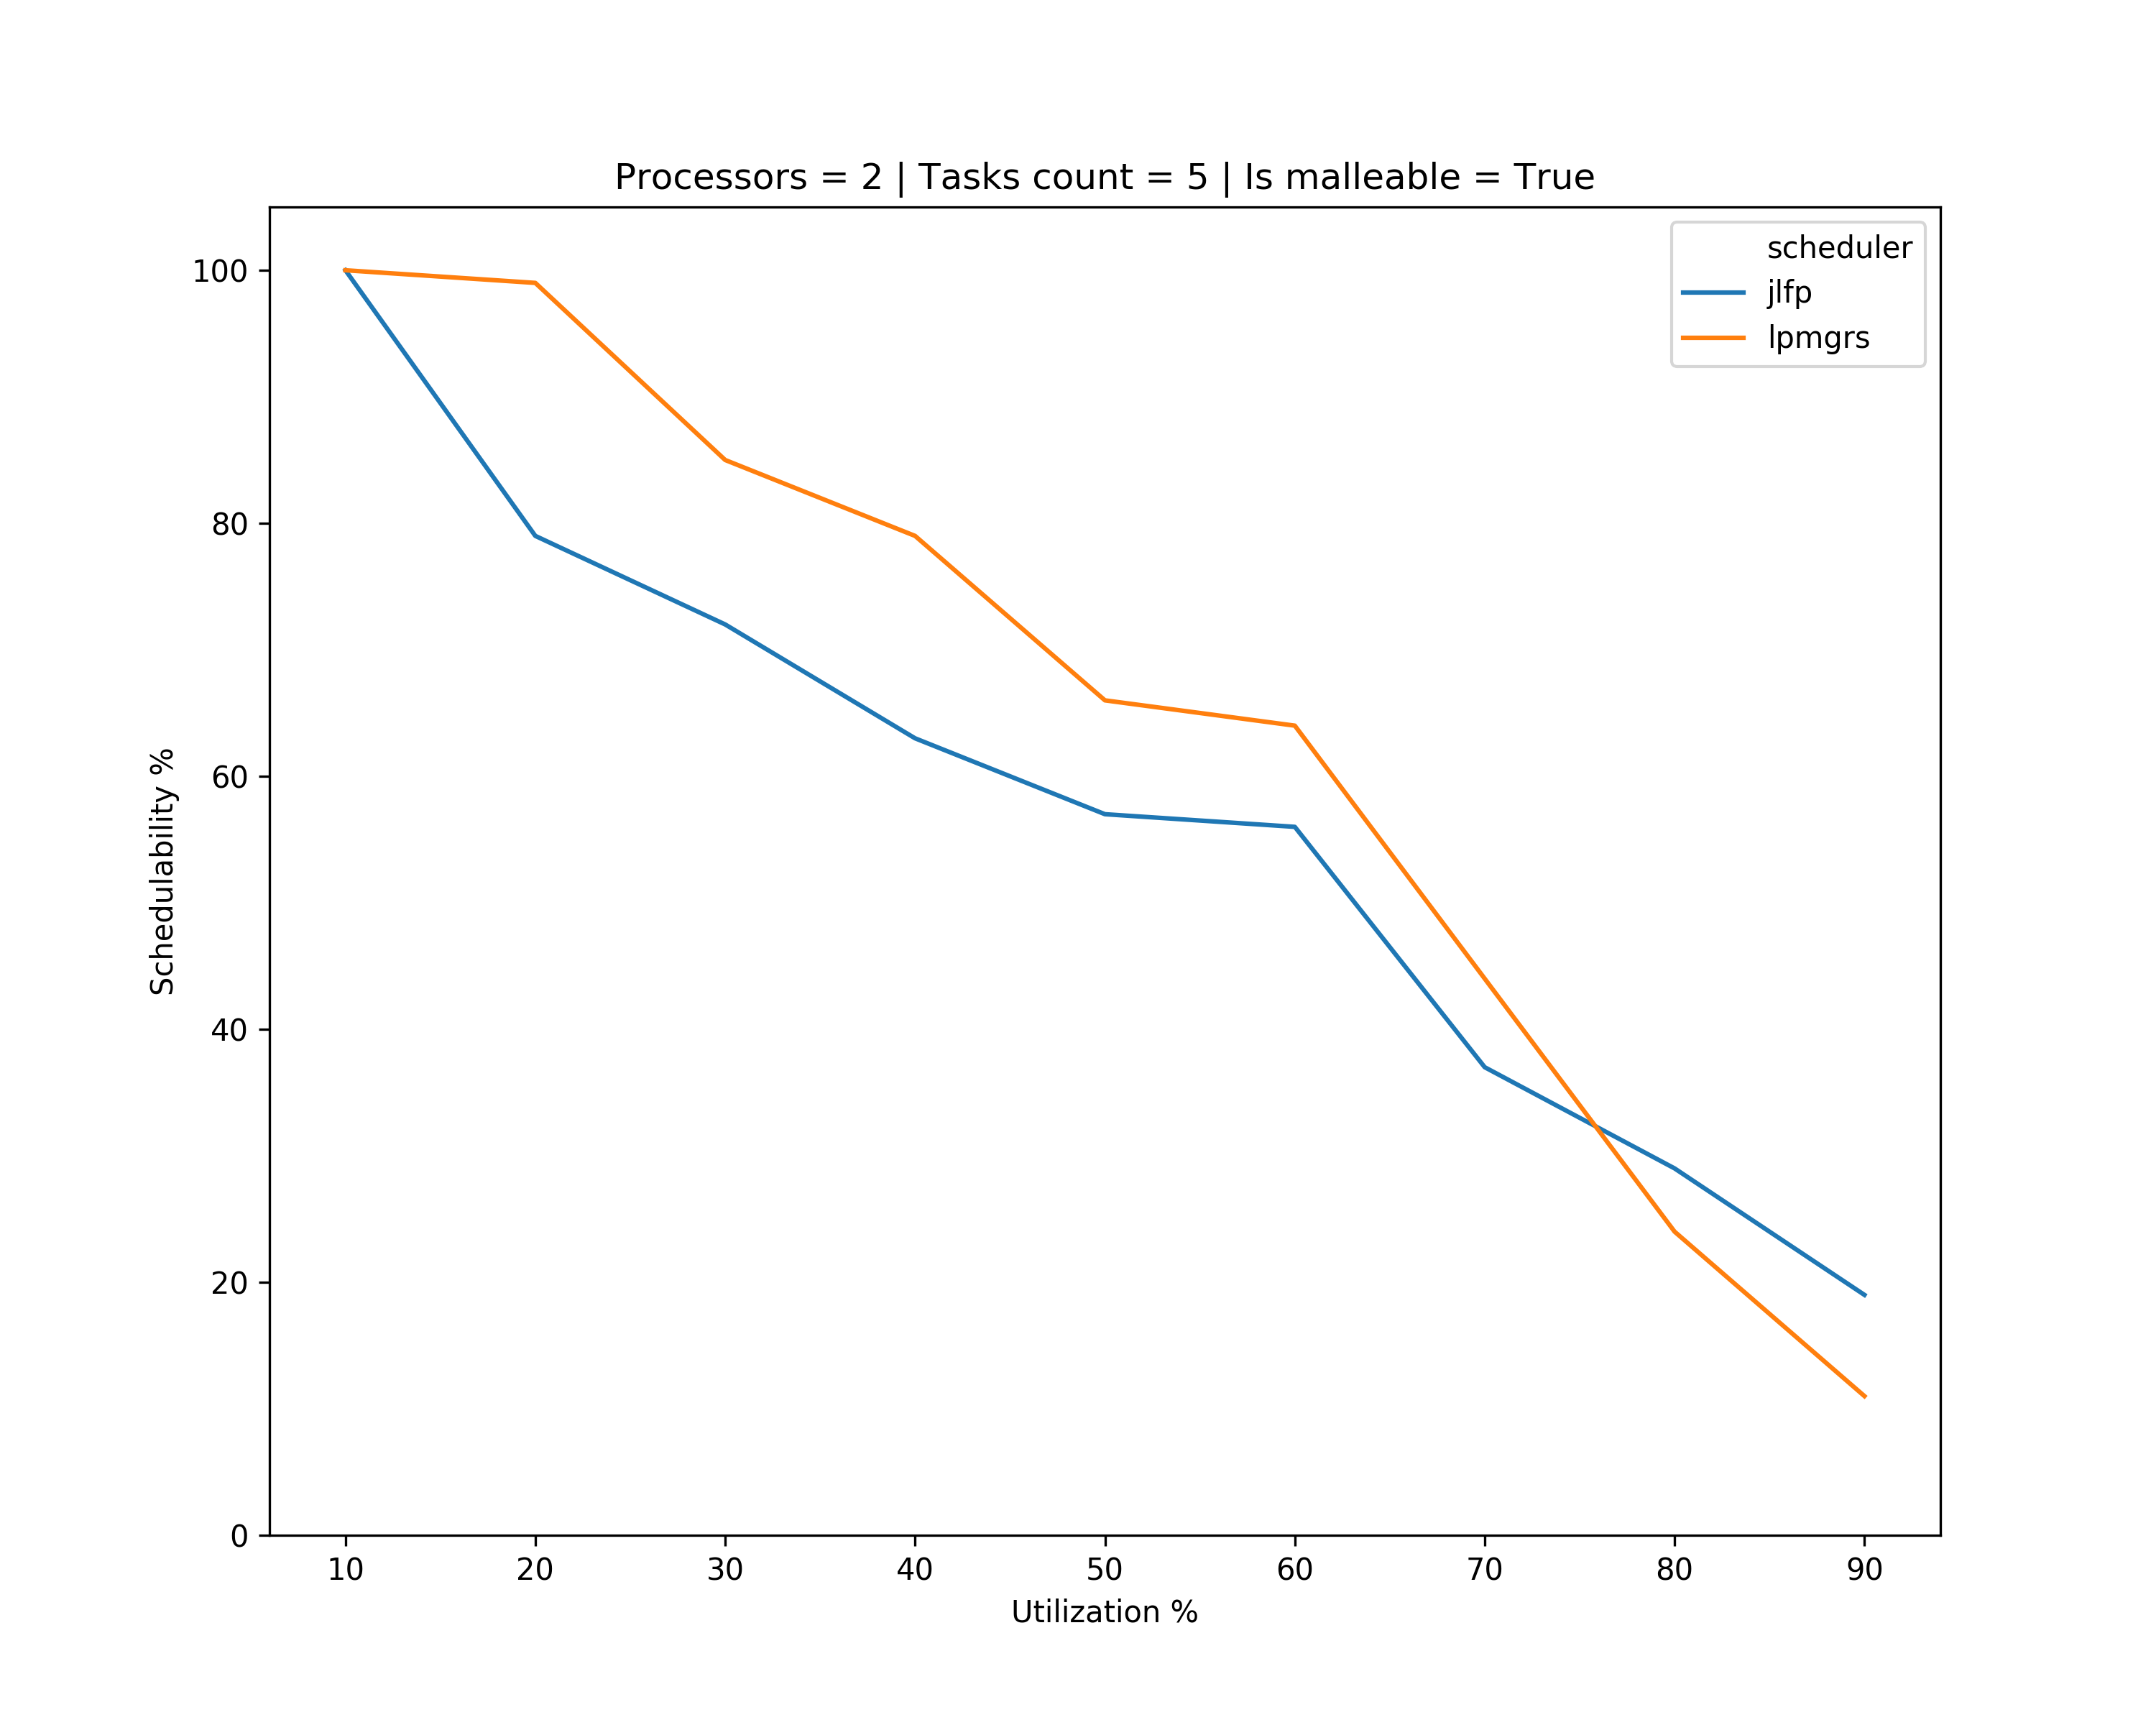 Processors = 2 | Tasks count = 5 | Is malleable = True
scheduler
jlfp
lpmgrs
Schedulability %
100
80
60
40
20
0
10 20 30 40 50 60 70 80 90
Utilization %